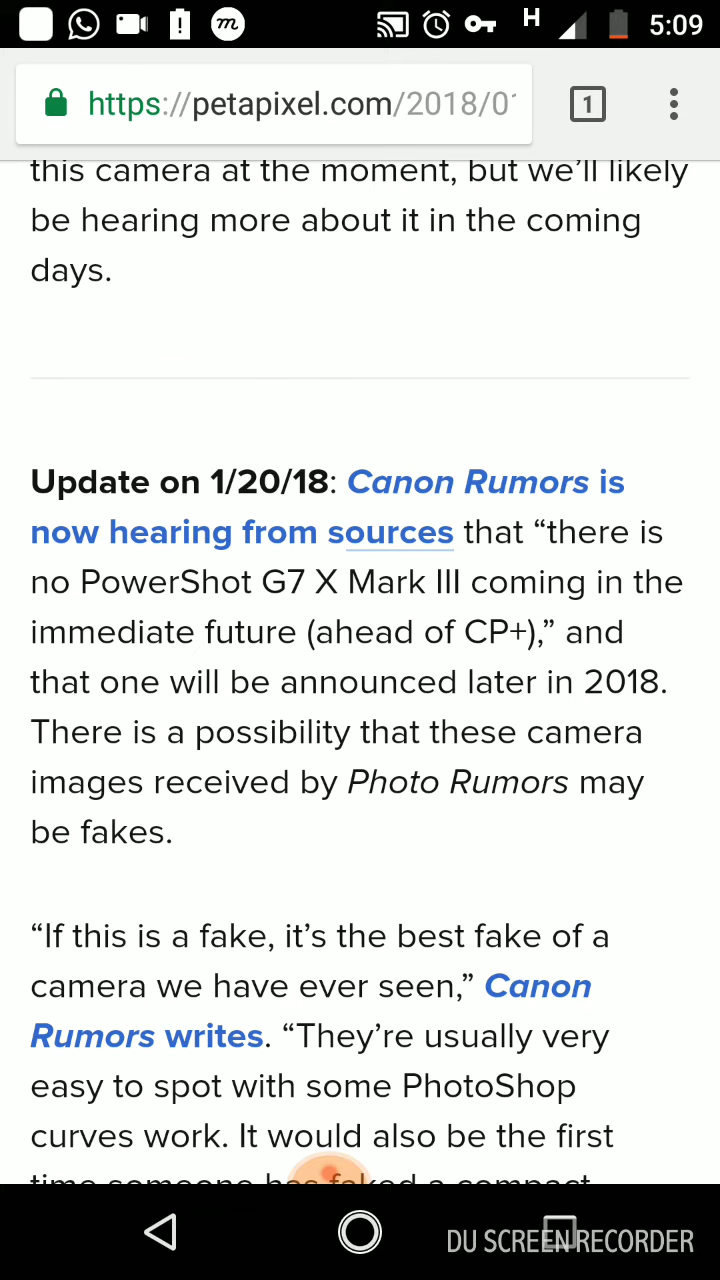 m
H
5:09
https://petapixel.com/2018/0
1
this camera at the moment, but we’ll likely
be hearing more about it in the coming
days.
Update on 1/20/18: Canon Rumors is
now hearing from sources that “there is
no PowerShot G7 X Mark III coming in the
immediate future (ahead of CP+),” and
that one will be announced later in 2018.
There is a possibility that these camera
images received by Photo Rumors may
be fakes.
“If this is a fake, it’s the best fake of a
camera we have ever seen,” Canon
Rumors writes. “They’re usually very
easy to spot with some PhotoShop
curves work. It would also be the first
time someone has faked a compact
DU SCREEN RECORDER